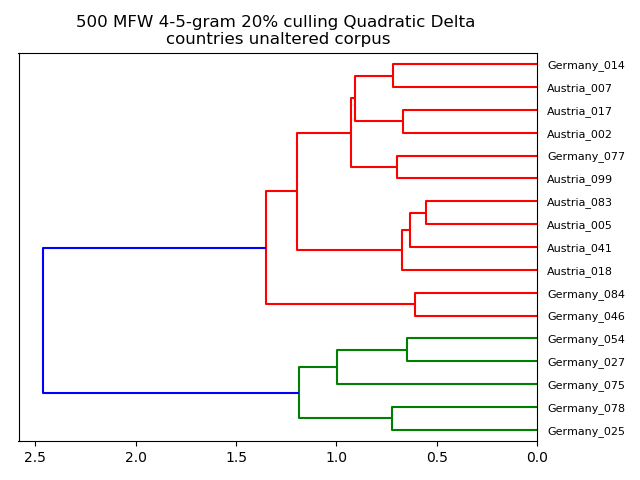 500 MFW 4-5-gram 20% culling Quadratic Delta
countries unaltered corpus
Germany_014
Austria_007
Austria_017
Austria_002
Germany_077
Austria_099
Austria_083
Austria_005
Austria_041
Austria_018
Germany_084
Germany_046
Germany_054
Germany_027
Germany_075
Germany_078
Germany_025
2.5 2.0 1.5 1.0 0.5 0.0